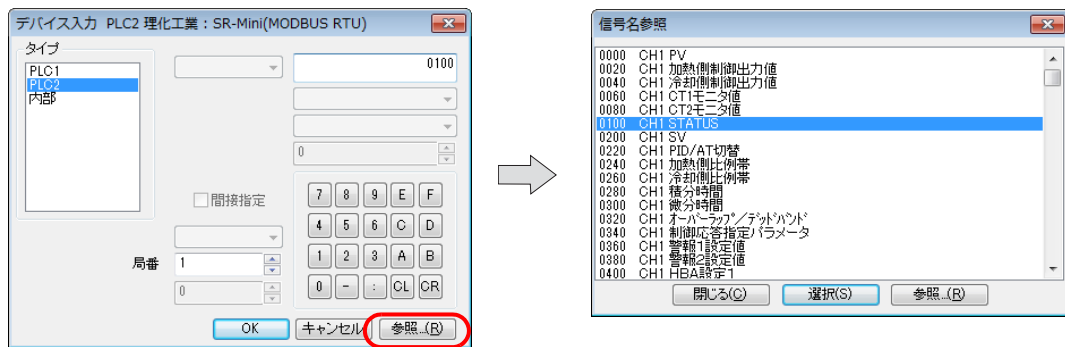 デバイス入力 PLC2 理化工業：SR-Mini(MODBUS RTU)
タイプ
PLC1
PLC2
内部
0100
0
間接指定
7 8 9 E F
4 5 6 C D
1 2 3 A B
0 - : CL CR
局番 1
0
OK キャンセル 参照...(R)
信号名参照
0000 CH1 PV
0020 CH1 加熱側制御出力値
0040 CH1 冷却側制御出力値
0060 CH1 CT1モニタ値
0080 CH1 CT2モニタ値
0100 CH1 STATUS
0200 CH1 SV
0220 CH1 PID/AT切替
0240 CH1 加熱側比例帯
0260 CH1 冷却側比例帯
0280 CH1 積分時間
0300 CH1 微分時間
0320 CH1 ｵｰﾊﾞｰﾗｯﾌﾟ/ﾃﾞｯﾄﾞﾊﾞﾝﾄﾞ
0340 CH1 制御応答指定パラメータ
0360 CH1 警報1設定値
0380 CH1 警報2設定値
0400 CH1 HBA設定1
閉じる(C) 選択(S) 参照...(R)